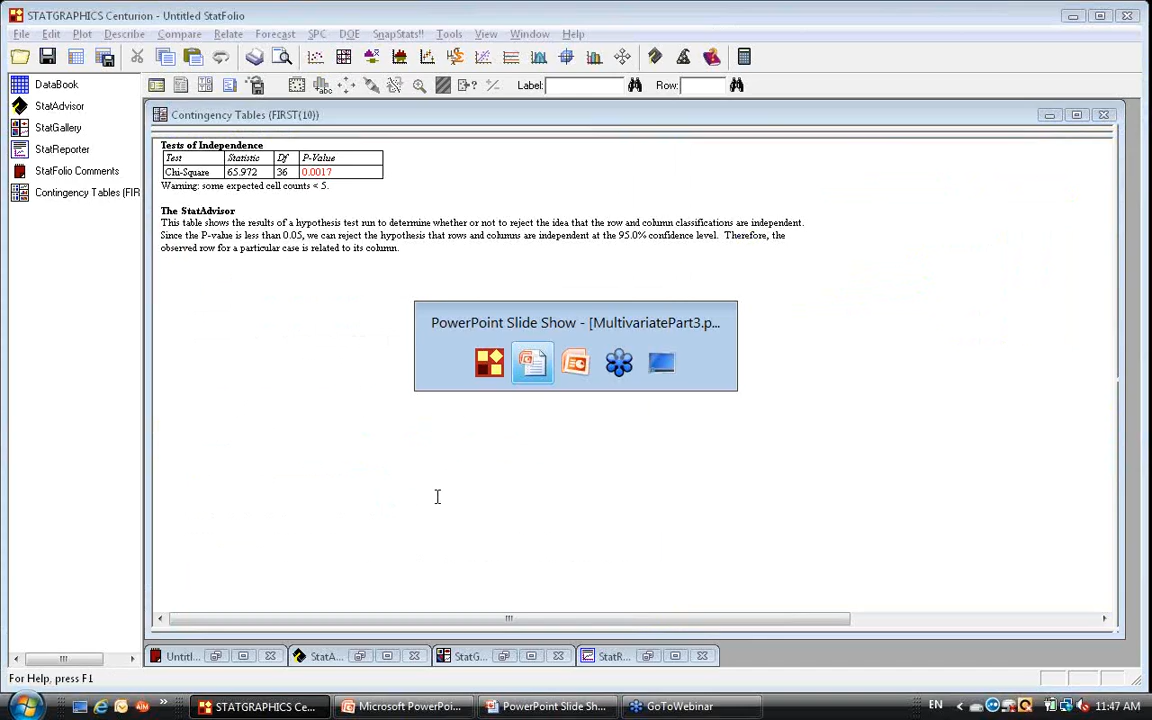 STATGRAPHICS Centurion - Untitled StatFolio
File Edit Plot Describe Compare Relate Forecast SPC DOE SnapStats!! Tools View Window Help
Label: Row:
DataBook
StatAdvisor
StatGallery
StatReporter
StatFolio Comments
Contingency Tables (FIR
Contingency Tables (FIRST(10))
Tests of Independence
Test Statistic Df P-Value
Chi-Square 65.972 36 0.0017
Warning: some expected cell counts < 5.
The StatAdvisor
This table shows the results of a hypothesis test run to determine whether or not to reject the idea that the row and column classifications are independent.
Since the P-value is less than 0.05, we can reject the hypothesis that rows and columns are independent at the 95.0% confidence level. Therefore, the
observed row for a particular case is related to its column.
PowerPoint Slide Show - [MultivariatePart3.p...
Untitl... StatA... StatG... StatR...
For Help, press F1
STATGRAPHICS Ce... Microsoft PowerPoi... PowerPoint Slide Sh... GoToWebinar EN 11:47 AM